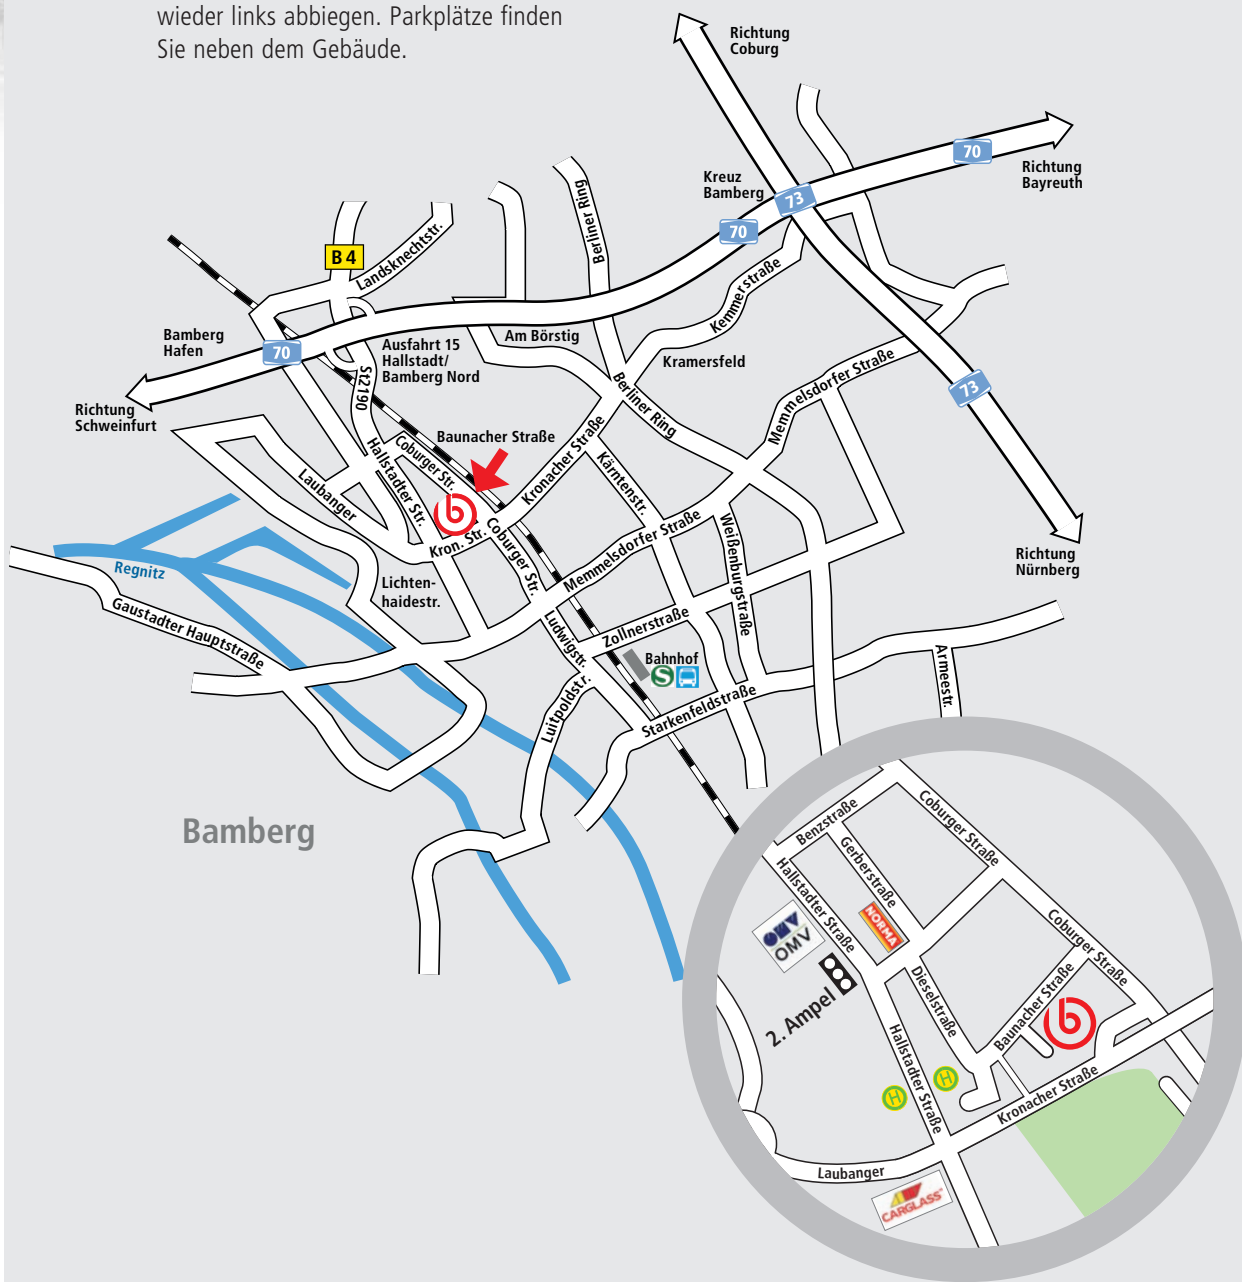 wieder links abbiegen. Parkplätze finden
Sie neben dem Gebäude.
Richtung
Coburg
70
Richtung
Bayreuth
Kreuz
Bamberg
73
70
Berliner Ring
Landsknechtstr.
B 4
Kemmerstraße
Bamberg
Hafen
70
Ausfahrt 15
Hallstadt/
Bamberg Nord
Am Börstig
Kramersfeld
St2190
Memmelsdorfer Straße
73
Richtung
Schweinfurt
Berliner Ring
Baunacher Straße
Coburger Str.
Hallstadter Str.
Kronacher Straße
Kärntenstr.
Laubanger
b
Kron. Str.
Coburger Str.
Memmelsdorfer Straße
Weißenburgstraße
Richtung
Nürnberg
Regnitz
Lichten-
haidestr.
Gaustadter Hauptstraße
Ludwigstr.
Zollnerstraße
Bahnhof
S
Luitpoldstr.
Starkenfeldstraße
Armeestr.
Bamberg
Benzstraße
Coburger Straße
Gerberstraße
Hallstadter Straße
NORMA
OMV
OMV
Coburger Straße
2. Ampel
Dieselstraße
Baunacher Straße
b
Hallstadter Straße
H
H
Kronacher Straße
Laubanger
CARGLASS